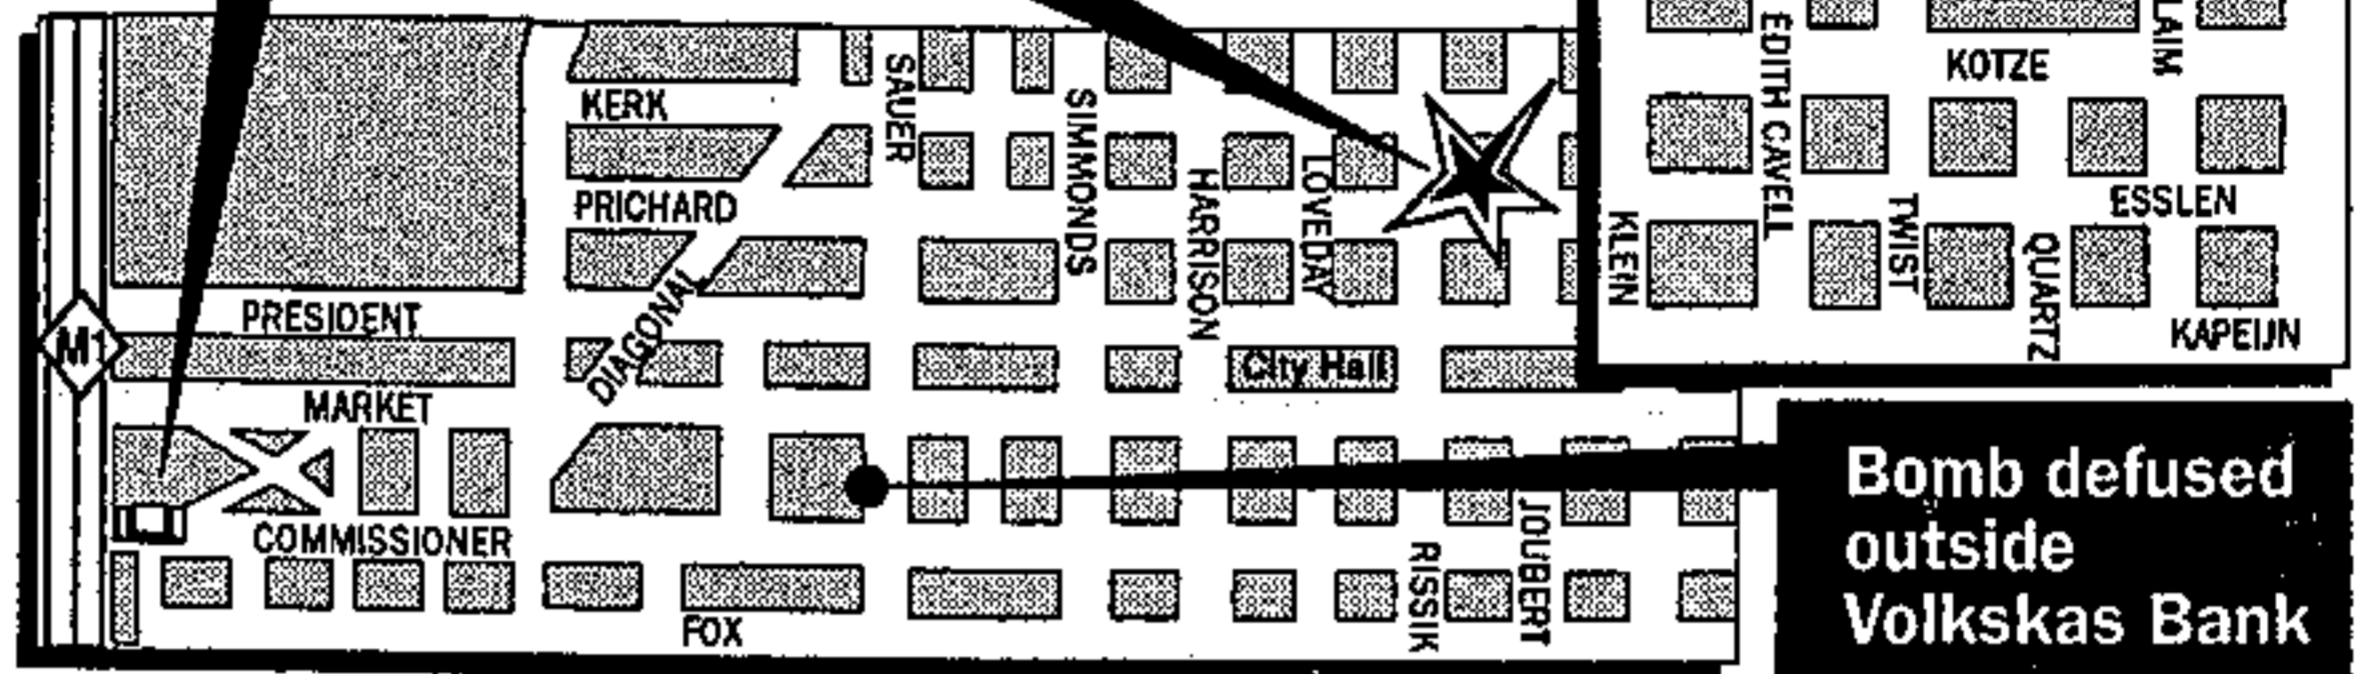 KERK
SAUER
SIMMONDS
PRICHARD
HARRISON
LOVEDAY
DIAGONAL
PRESIDENT
M1
City Hall
MARKET
COMMISSIONER
FOX
RISSIK
JOUBERT
EDITH CAVELL
KOTZE
LAIM
ESSLEN
KLEIN
TWIST
QUARTZ
KAPEIJN
Bomb defused
outside
Volkskas Bank